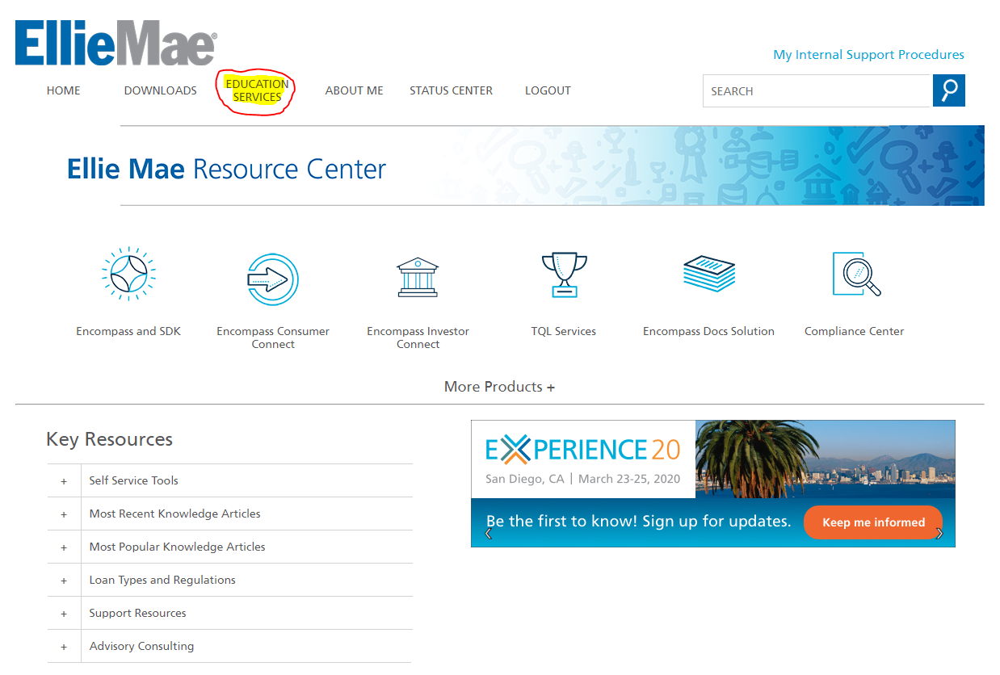 EllieMae®
My Internal Support Procedures
HOME
DOWNLOADS
EDUCATION
SERVICES
ABOUT ME
STATUS CENTER
LOGOUT
SEARCH
Ellie Mae Resource Center
Encompass and SDK
Encompass Consumer
Connect
Encompass Investor
Connect
TQL Services
Encompass Docs Solution
Compliance Center
More Products +
Key Resources
+ Self Service Tools
+ Most Recent Knowledge Articles
+ Most Popular Knowledge Articles
+ Loan Types and Regulations
+ Support Resources
+ Advisory Consulting
EXPERIENCE 20
San Diego, CA | March 23-25, 2020
Be the first to know! Sign up for updates.
Keep me informed